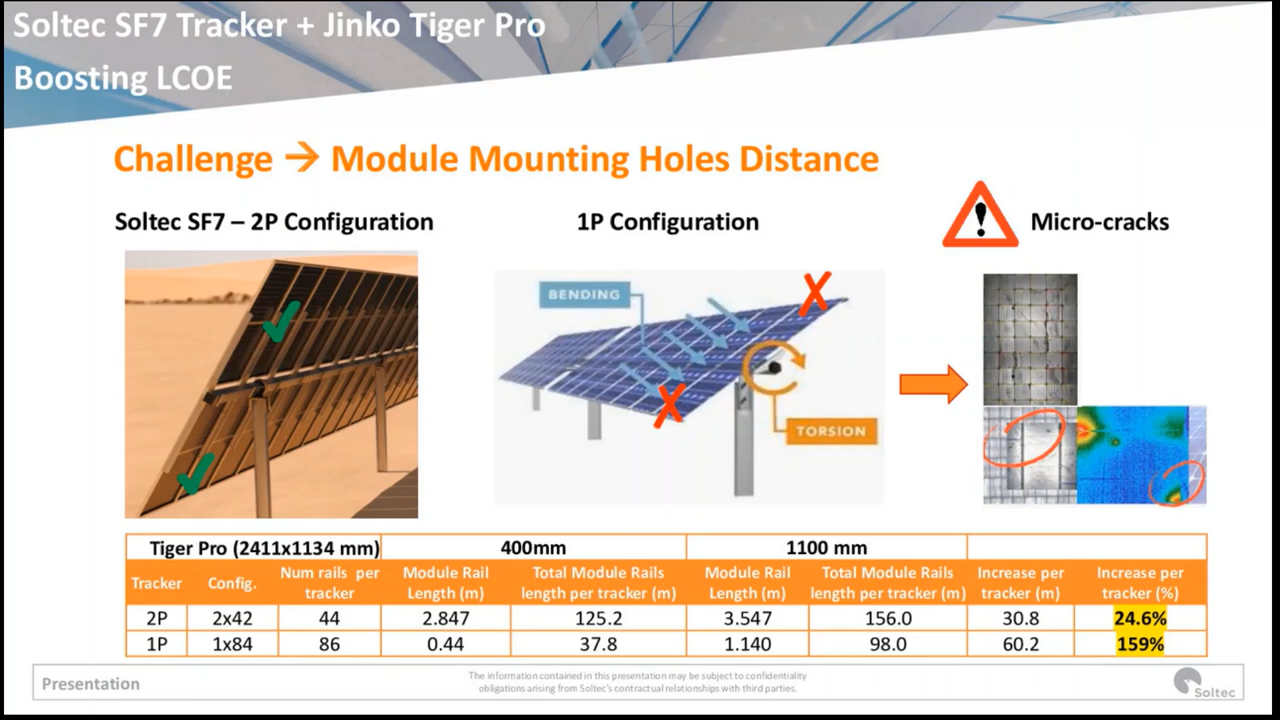 Soltec SF7 Tracker + Jinko Tiger Pro
Boosting LCOE
Challenge → Module Mounting Holes Distance
Soltec SF7 – 2P Configuration
1P Configuration
Micro-cracks
BENDING
TORSION
Tiger Pro (2411x1134 mm) 400mm 1100 mm
Tracker Config. Num rails per tracker Module Rail Length (m) Total Module Rails length per tracker (m) Module Rail Length (m) Total Module Rails length per tracker (m) Increase per tracker (m) Increase per tracker (%)
2P 2x42 44 2.847 125.2 3.547 156.0 30.8 24.6%
1P 1x84 86 0.44 37.8 1.140 98.0 60.2 159%
Presentation
The information contained in this presentation may be subject to confidentiality
obligations arising from Soltec's contractual relationships with third parties.
Soltec